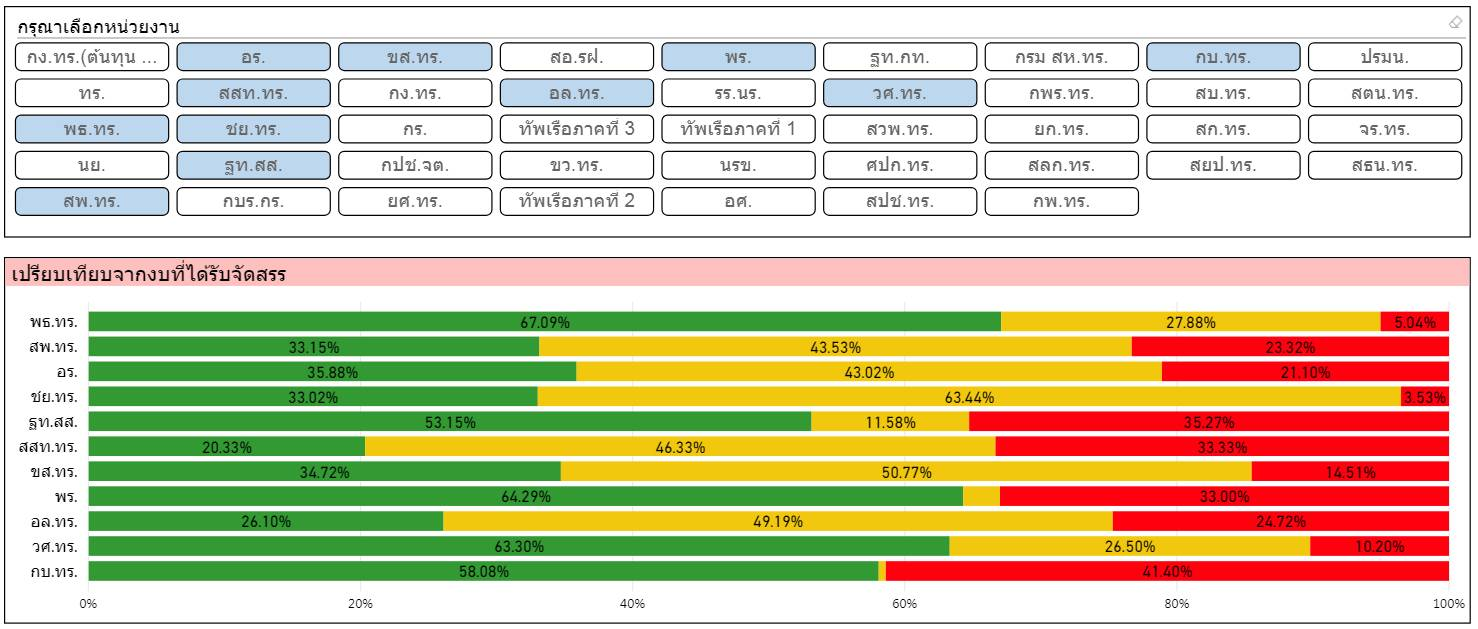 กรุณาเลือกหน่วยงาน
กง.ทร.(ต้นทุน ... อร. ขส.ทร. สอ.รฝ. พร. ฐท.กท. กรม สห.ทร. กบ.ทร. ปรมน.
ทร. สสท.ทร. กง.ทร. อล.ทร. รร.นร. วศ.ทร. กพร.ทร. สบ.ทร. สตน.ทร.
พธ.ทร. ชย.ทร. กร. ทัพเรือภาคที่ 3 ทัพเรือภาคที่ 1 สวพ.ทร. ยก.ทร. สก.ทร. จร.ทร.
นย. ฐท.สส. กปช.จต. ขว.ทร. นรข. ศปก.ทร. สลก.ทร. สยป.ทร. สธน.ทร.
สพ.ทร. กบร.กร. ยศ.ทร. ทัพเรือภาคที่ 2 อศ. สปช.ทร. กพ.ทร.
เปรียบเทียบจากงบที่ได้รับจัดสรร
พธ.ทร. 67.09% 27.88% 5.04%
สพ.ทร. 33.15% 43.53% 23.32%
อร. 35.88% 43.02% 21.10%
ชย.ทร. 33.02% 63.44% 3.53%
ฐท.สส. 53.15% 11.58% 35.27%
สสท.ทร. 20.33% 46.33% 33.33%
ขส.ทร. 34.72% 50.77% 14.51%
พร. 64.29% 33.00%
อล.ทร. 26.10% 49.19% 24.72%
วศ.ทร. 63.30% 26.50% 10.20%
กบ.ทร. 58.08% 41.40%
0% 20% 40% 60% 80% 100%